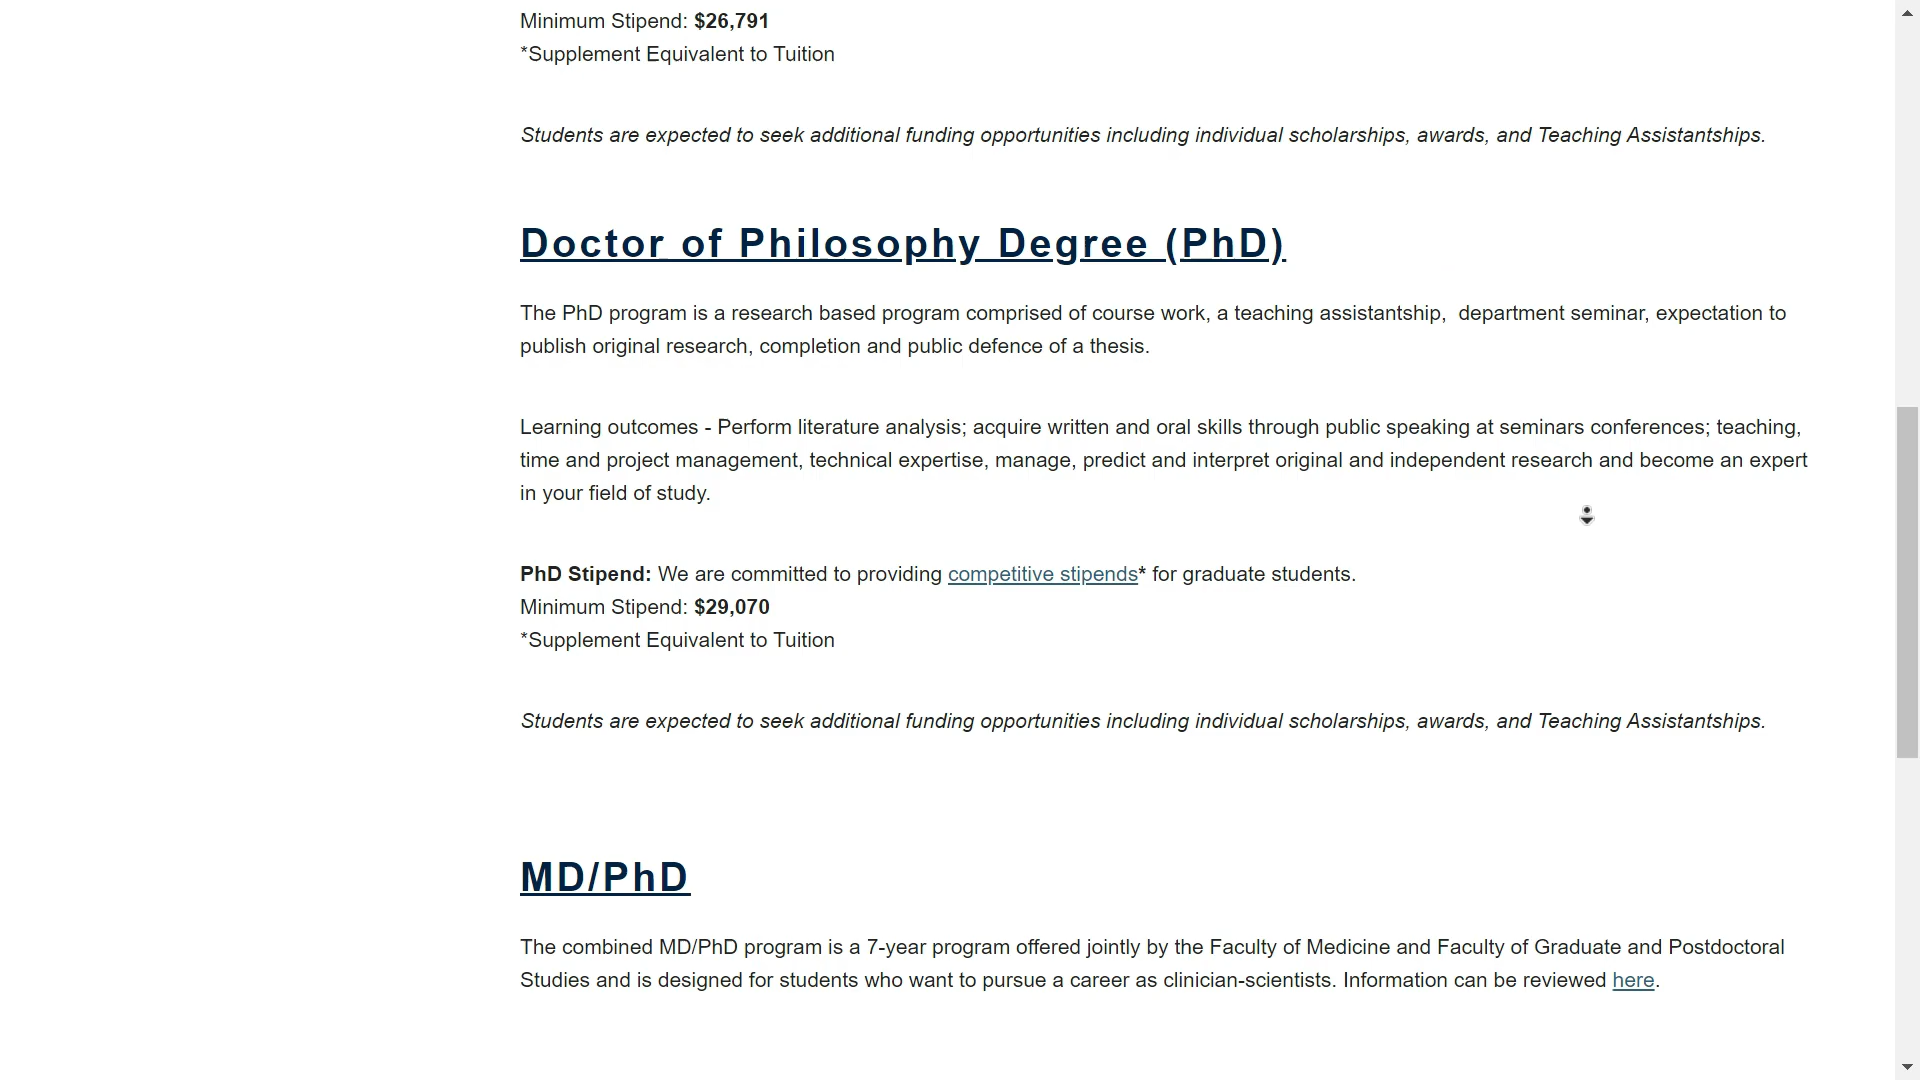 Minimum Stipend: $26,791
*Supplement Equivalent to Tuition
Students are expected to seek additional funding opportunities including individual scholarships, awards, and Teaching Assistantships.
Doctor of Philosophy Degree (PhD)
The PhD program is a research based program comprised of course work, a teaching assistantship,  department seminar, expectation to
publish original research, completion and public defence of a thesis.
Learning outcomes - Perform literature analysis; acquire written and oral skills through public speaking at seminars conferences; teaching,
time and project management, technical expertise, manage, predict and interpret original and independent research and become an expert
in your field of study.
PhD Stipend: We are committed to providing competitive stipends* for graduate students.
Minimum Stipend: $29,070
*Supplement Equivalent to Tuition
Students are expected to seek additional funding opportunities including individual scholarships, awards, and Teaching Assistantships.
MD/PhD
The combined MD/PhD program is a 7-year program offered jointly by the Faculty of Medicine and Faculty of Graduate and Postdoctoral
Studies and is designed for students who want to pursue a career as clinician-scientists. Information can be reviewed here.